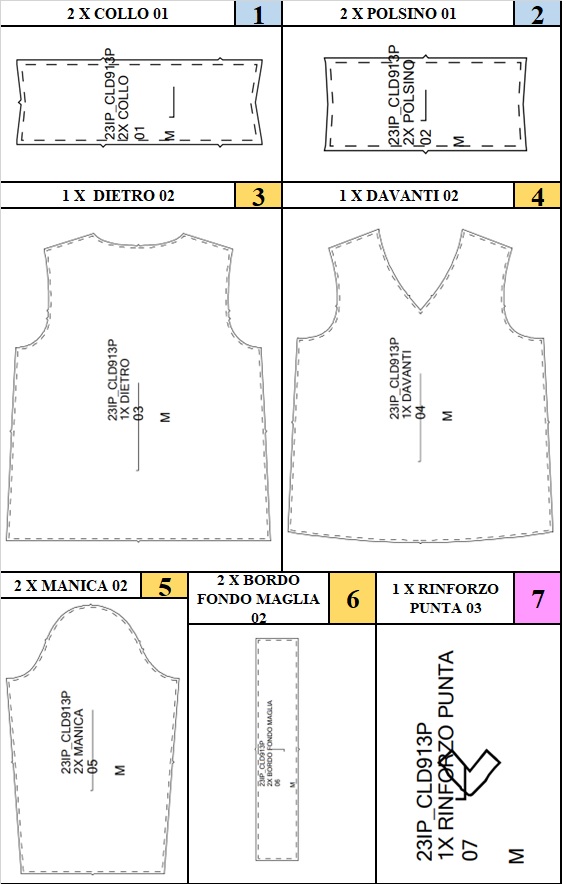 2 X COLLO 01
1
2 X POLSINO 01
2
23IP_CLD913P
2X COLLO
01
M
23IP_CLD913P
2X POLSINO
02
M
1 X DIETRO 02
3
1 X DAVANTI 02
4
23IP_CLD913P
1X DIETRO
03
M
23IP_CLD913P
1X DAVANTI
04
M
2 X MANICA 02
5
2 X BORDO
FONDO MAGLIA
02
6
1 X RINFORZO
PUNTA 03
7
23IP_CLD913P
2X MANICA
05
M
23IP_CLD913P
2X BORDO FONDO MAGLIA
06
M
23IP_CLD913P
1X RINFORZO PUNTA
07
M